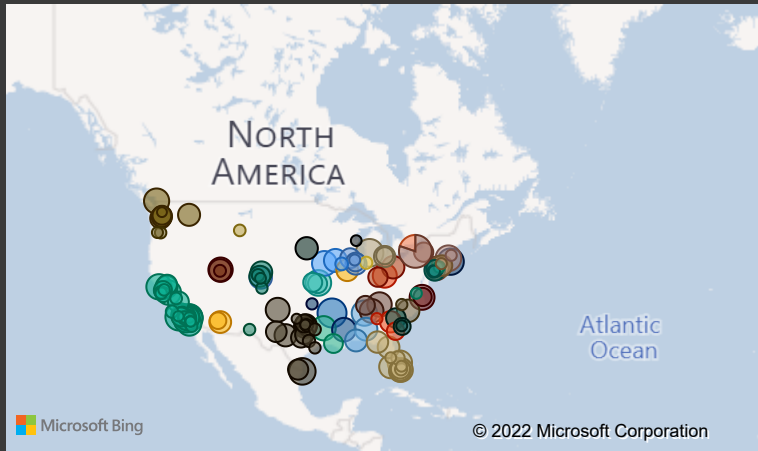 NORTH
AMERICA
Atlantic
Ocean
Microsoft Bing
© 2022 Microsoft Corporation